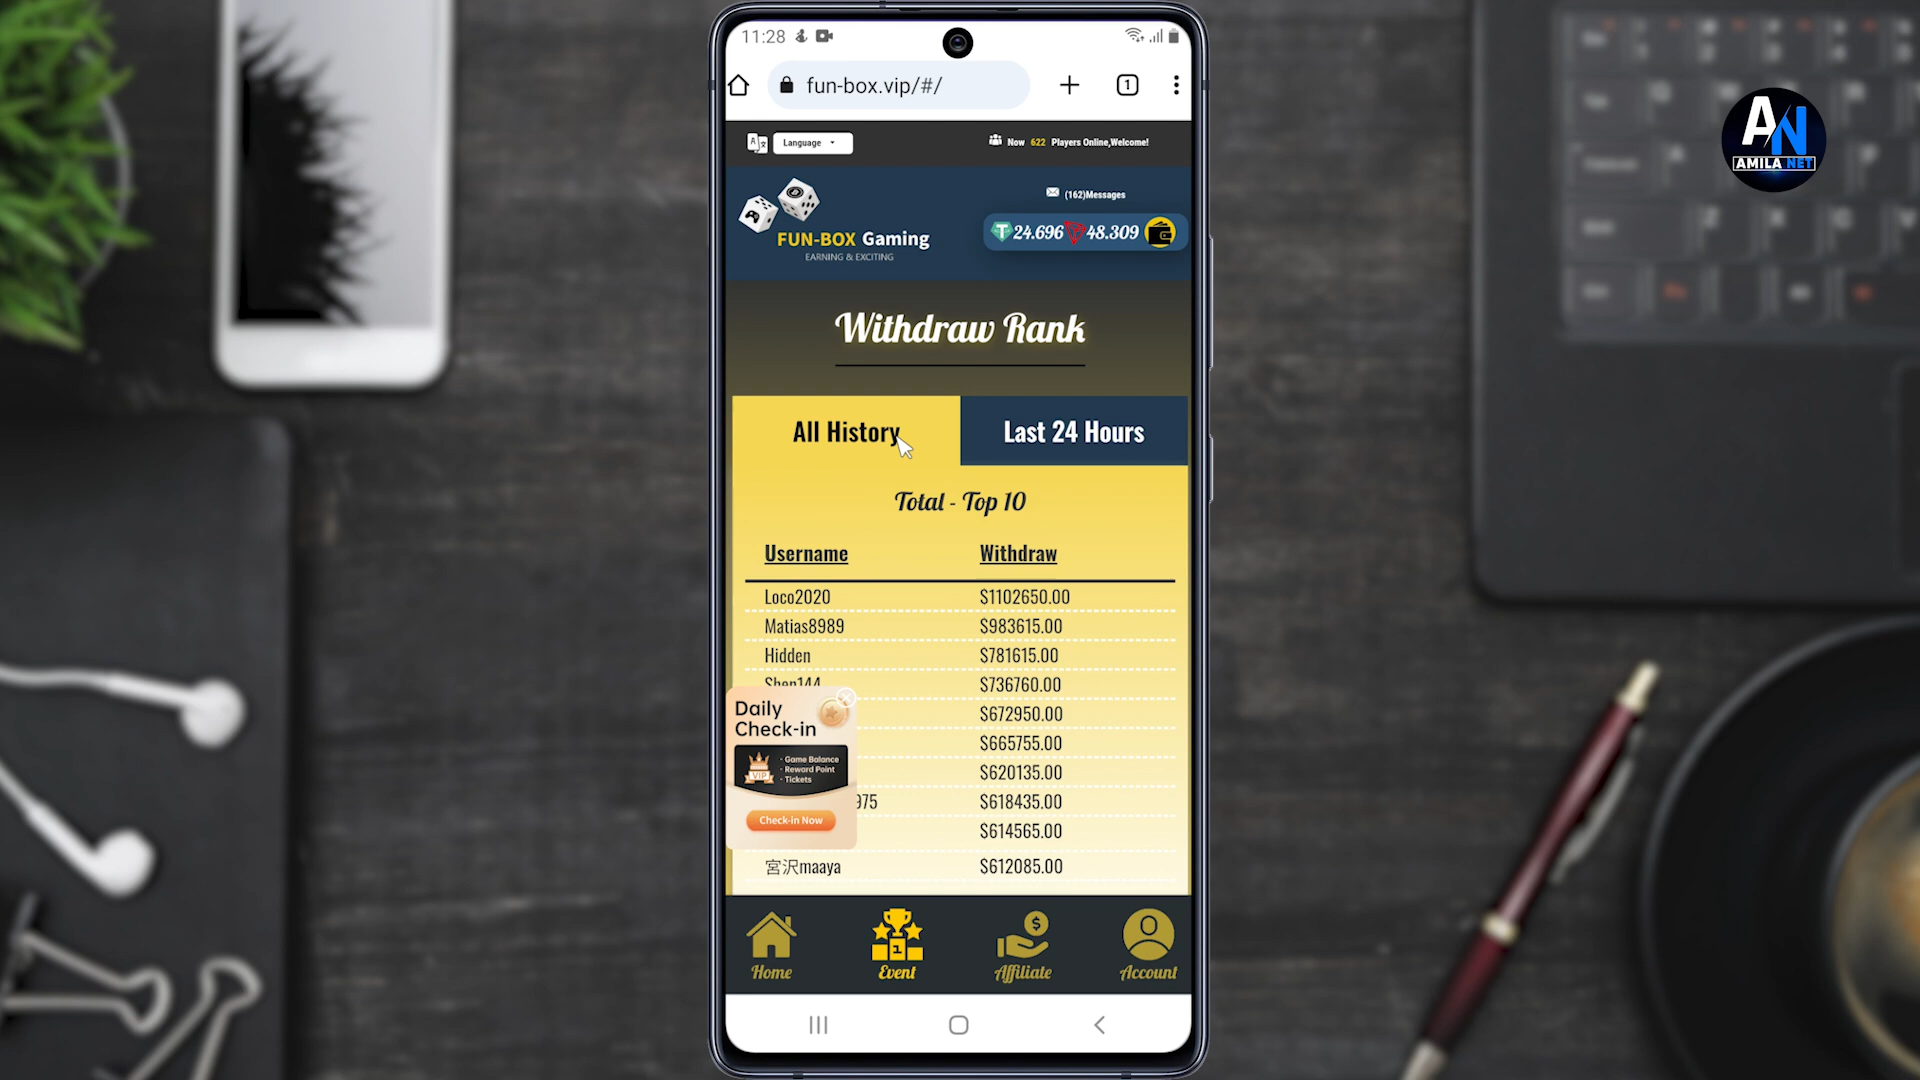 11:28
fun-box.vip/#/
1
Language
Now 622 Players Online,Welcome!
(162)Messages
24.696 48.309
FUN-BOX Gaming
EARNING & EXCITING
Withdraw Rank
All History
Last 24 Hours
Total - Top 10
Username Withdraw
Loco2020 $1102650.00
Matias8989 $983615.00
Hidden $781615.00
Shen144 $736760.00
$672950.00
$665755.00
$620135.00
975 $618435.00
$614565.00
宮沢maaya $612085.00
Daily
Check-in
VIP
· Game Balance
· Reward Point
· Tickets
Check-in Now
Home
1
Event
Affiliate
Account
AN
AMILA NET